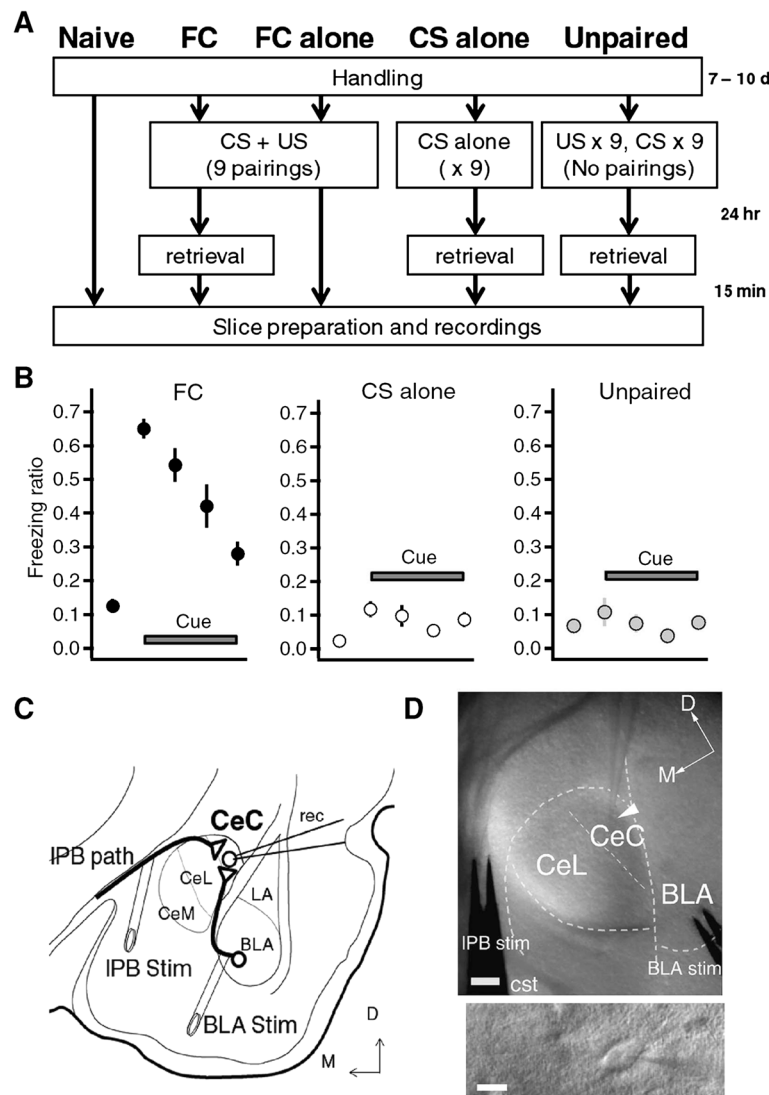 A
Naive FC FC alone CS alone Unpaired
Handling
7 – 10 d
CS + US
(9 pairings)
CS alone
( x 9)
US x 9, CS x 9
(No pairings)
24 hr
retrieval
retrieval
retrieval
15 min
Slice preparation and recordings
B
FC
CS alone
Unpaired
Freezing ratio
0.7
0.6
0.5
0.4
0.3
0.2
0.1
0.0
Cue
0.7
0.6
0.5
0.4
0.3
0.2
0.1
0.0
Cue
0.7
0.6
0.5
0.4
0.3
0.2
0.1
0.0
Cue
C
CeC
rec
lPB path
CeL
LA
CeM
BLA
lPB Stim
BLA Stim
D
M
D
D
M
CeC
CeL
BLA
lPB stim
BLA stim
cst